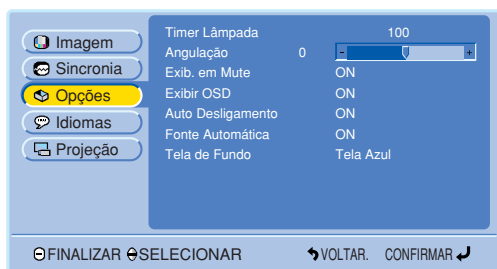 Imagem
Sincronia
Opções
Idiomas
Projeção
Timer Lâmpada 100
Angulação 0 - +
Exib. em Mute ON
Exibir OSD ON
Auto Desligamento ON
Fonte Automática ON
Tela de Fundo Tela Azul
FINALIZAR SELECIONAR VOLTAR. CONFIRMAR